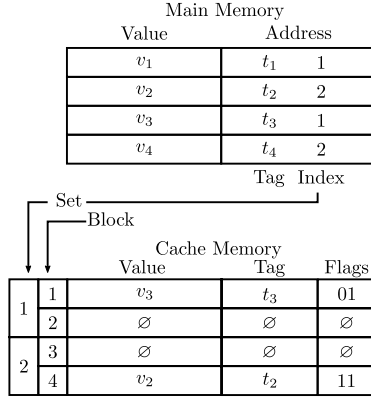 Main Memory
Value Address
v₁ t₁ 1
v₂ t₂ 2
v₃ t₃ 1
v₄ t₄ 2
Tag Index
Set
Block
Cache Memory
Value Tag Flags
1 1 v₃ t₃ 01
2 ∅ ∅ ∅
2 3 ∅ ∅ ∅
4 v₂ t₂ 11